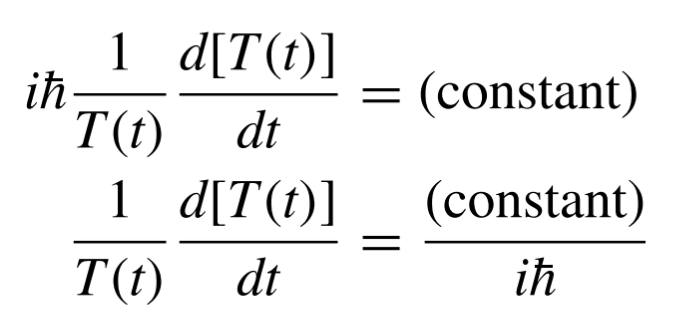 iħ 1/T(t) d[T(t)]/dt = (constant)
1/T(t) d[T(t)]/dt = (constant)/iħ